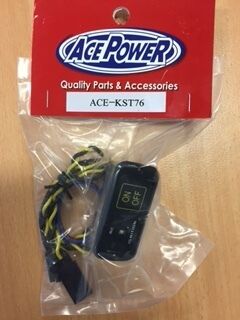 ACE POWER
Quality Parts & Accessories
ACE-KST76
ON
OFF